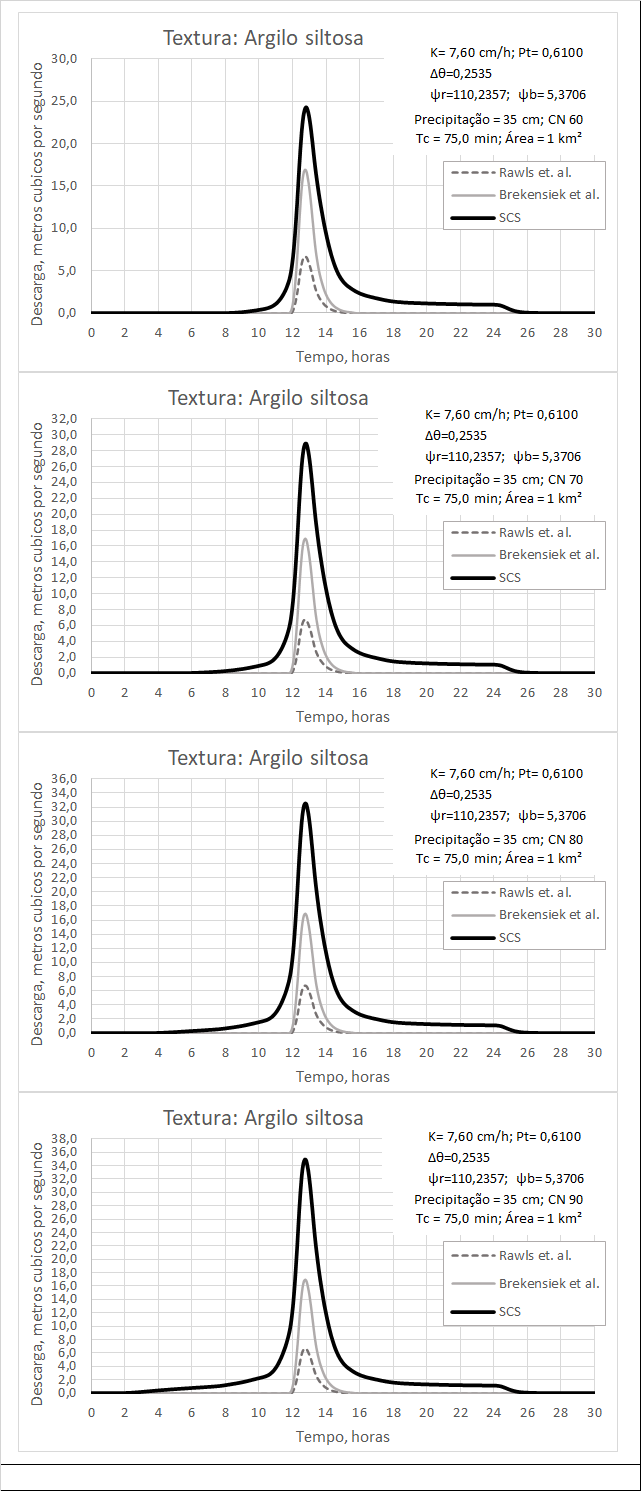 Textura: Argilo siltosa
K= 7,60 cm/h; Pt= 0,6100
Δθ=0,2535
ψr=110,2357; ψb= 5,3706
Precipitação = 35 cm; CN 60
Tc = 75,0 min; Área = 1 km²
Rawls et. al.
Brekensiek et al.
SCS
Descarga, metros cubicos por segundo
30,0
25,0
20,0
15,0
10,0
5,0
0,0
0 2 4 6 8 10 12 14 16 18 20 22 24 26 28 30
Tempo, horas
Textura: Argilo siltosa
K= 7,60 cm/h; Pt= 0,6100
Δθ=0,2535
ψr=110,2357; ψb= 5,3706
Precipitação = 35 cm; CN 70
Tc = 75,0 min; Área = 1 km²
Rawls et. al.
Brekensiek et al.
SCS
Descarga, metros cubicos por segundo
32,0
30,0
28,0
26,0
24,0
22,0
20,0
18,0
16,0
14,0
12,0
10,0
8,0
6,0
4,0
2,0
0,0
0 2 4 6 8 10 12 14 16 18 20 22 24 26 28 30
Tempo, horas
Textura: Argilo siltosa
K= 7,60 cm/h; Pt= 0,6100
Δθ=0,2535
ψr=110,2357; ψb= 5,3706
Precipitação = 35 cm; CN 80
Tc = 75,0 min; Área = 1 km²
Rawls et. al.
Brekensiek et al.
SCS
Descarga, metros cubicos por segundo
36,0
34,0
32,0
30,0
28,0
26,0
24,0
22,0
20,0
18,0
16,0
14,0
12,0
10,0
8,0
6,0
4,0
2,0
0,0
0 2 4 6 8 10 12 14 16 18 20 22 24 26 28 30
Tempo, horas
Textura: Argilo siltosa
K= 7,60 cm/h; Pt= 0,6100
Δθ=0,2535
ψr=110,2357; ψb= 5,3706
Precipitação = 35 cm; CN 90
Tc = 75,0 min; Área = 1 km²
Rawls et. al.
Brekensiek et al.
SCS
Descarga, metros cubicos por segundo
38,0
36,0
34,0
32,0
30,0
28,0
26,0
24,0
22,0
20,0
18,0
16,0
14,0
12,0
10,0
8,0
6,0
4,0
2,0
0,0
0 2 4 6 8 10 12 14 16 18 20 22 24 26 28 30
Tempo, horas